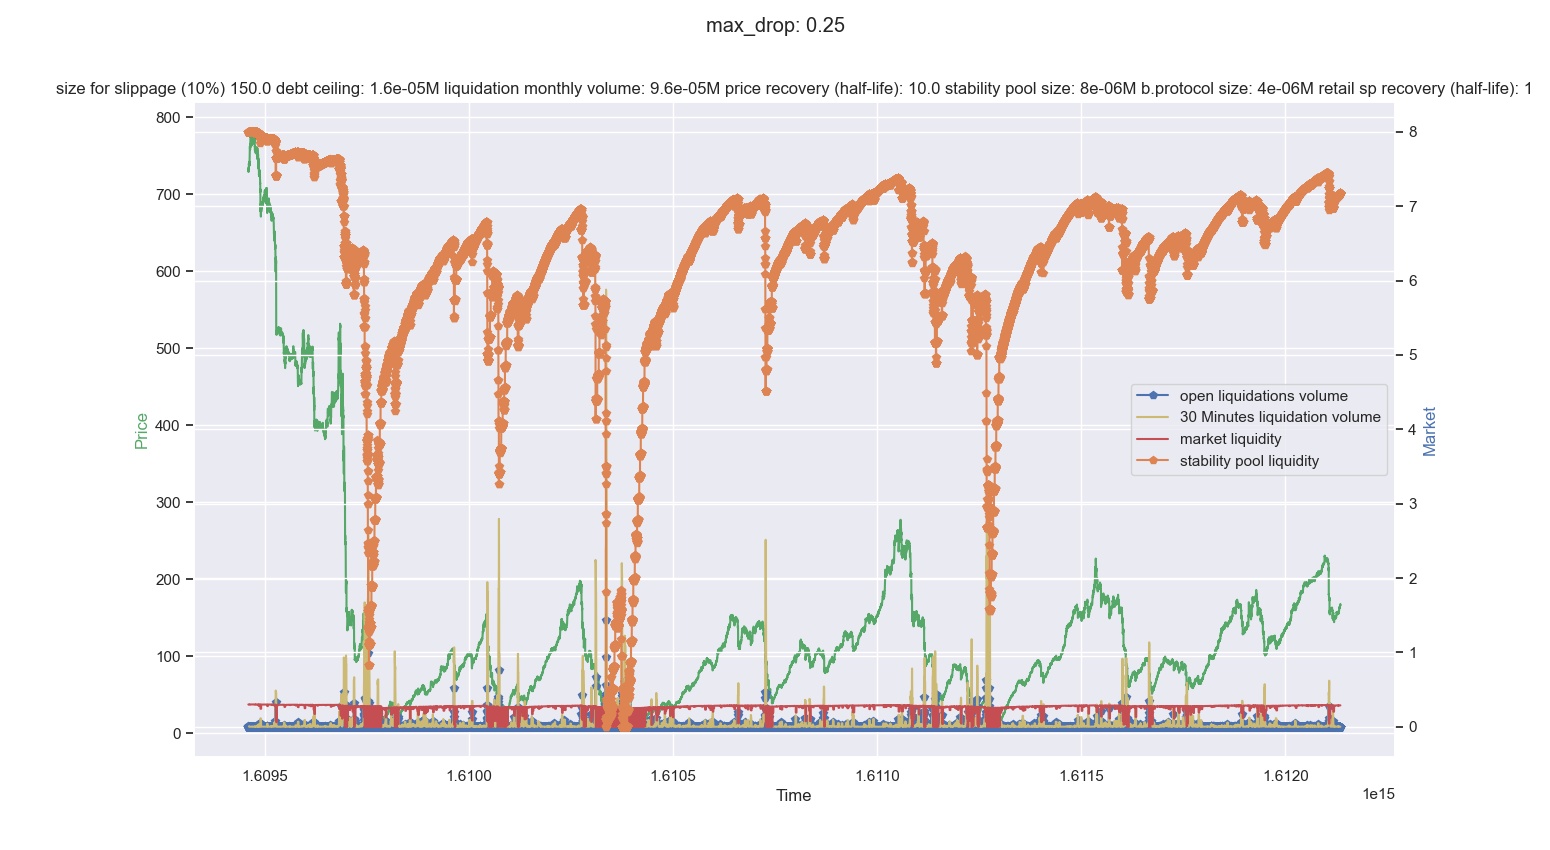 max_drop: 0.25
size for slippage (10%) 150.0 debt ceiling: 1.6e-05M liquidation monthly volume: 9.6e-05M price recovery (half-life): 10.0 stability pool size: 8e-06M b.protocol size: 4e-06M retail sp recovery (half-life): 1
800
700
600
500
400
300
200
100
0
Price
8
7
6
5
4
3
2
1
0
Market
open liquidations volume
30 Minutes liquidation volume
market liquidity
stability pool liquidity
1.6095
1.6100
1.6105
1.6110
1.6115
1.6120
Time
1e15